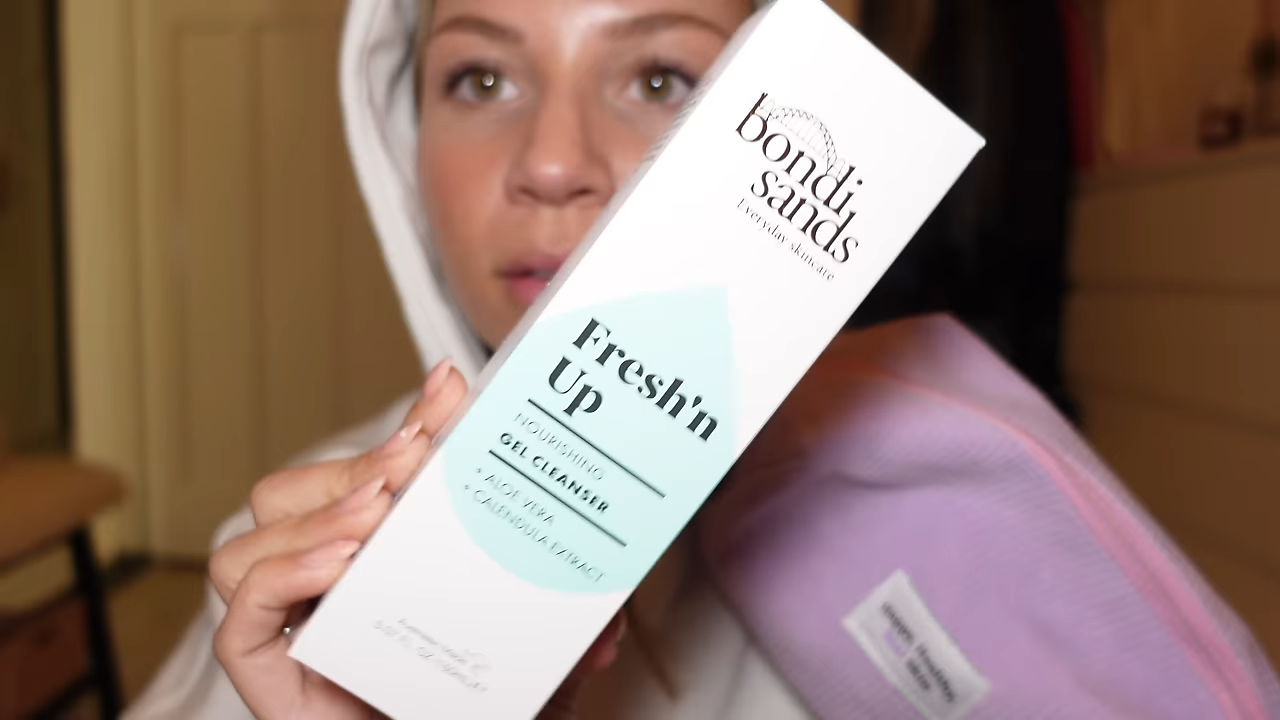 bondi
sands
Everyday skincare
Fresh'n
Up
NOURISHING
GEL CLEANSER
+ ALOE VERA
+ CALENDULA EXTRACT